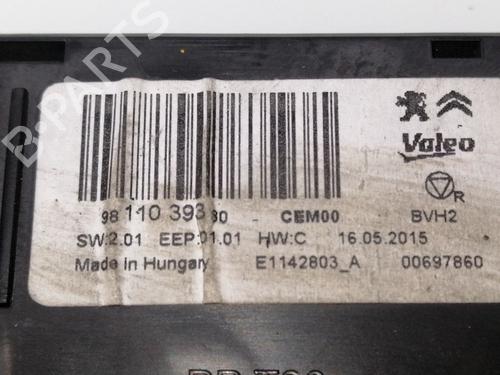 B-PARTS
Valeo
R
98 110 393 80 - CEM00 BVH2
SW:2.01 EEP:01.01 HW:C 16.05.2015
Made in Hungary E1142803_A 00697860